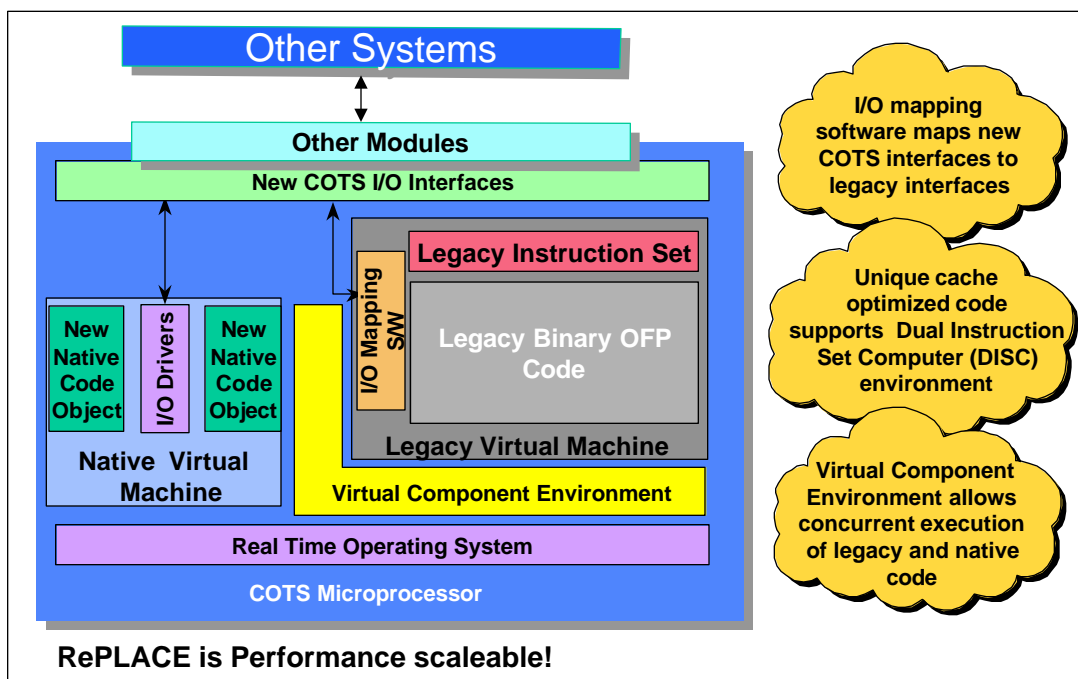 Other Systems
Other Modules
New COTS I/O Interfaces
Legacy Instruction Set
I/O Mapping
S/W
Legacy Binary OFP
Code
Legacy Virtual Machine
New
Native
Code
Object
I/O Drivers
New
Native
Code
Object
Native Virtual
Machine
Virtual Component Environment
Real Time Operating System
COTS Microprocessor
I/O mapping
software maps new
COTS interfaces to
legacy interfaces
Unique cache
optimized code
supports Dual Instruction
Set Computer (DISC)
environment
Virtual Component
Environment allows
concurrent execution
of legacy and native
code
RePLACE is Performance scaleable!